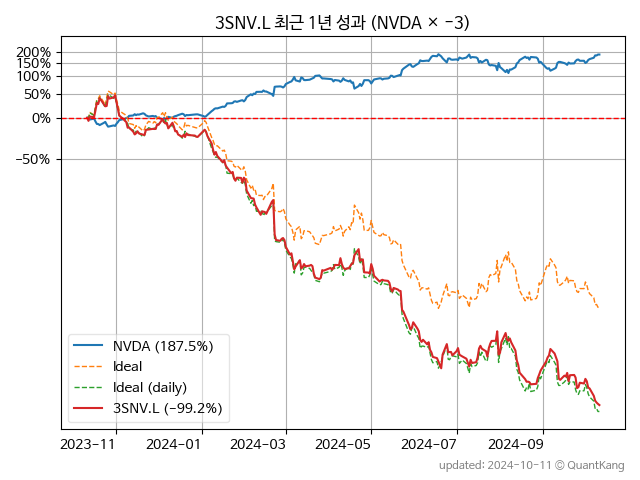 3SNV.L 최근 1년 성과 (NVDA × −3)
200%
150%
100%
50%
0%
−50%
NVDA (187.5%)
Ideal
Ideal (daily)
3SNV.L (−99.2%)
2023−11
2024−01
2024−03
2024−05
2024−07
2024−09
updated: 2024-10-11 © QuantKang